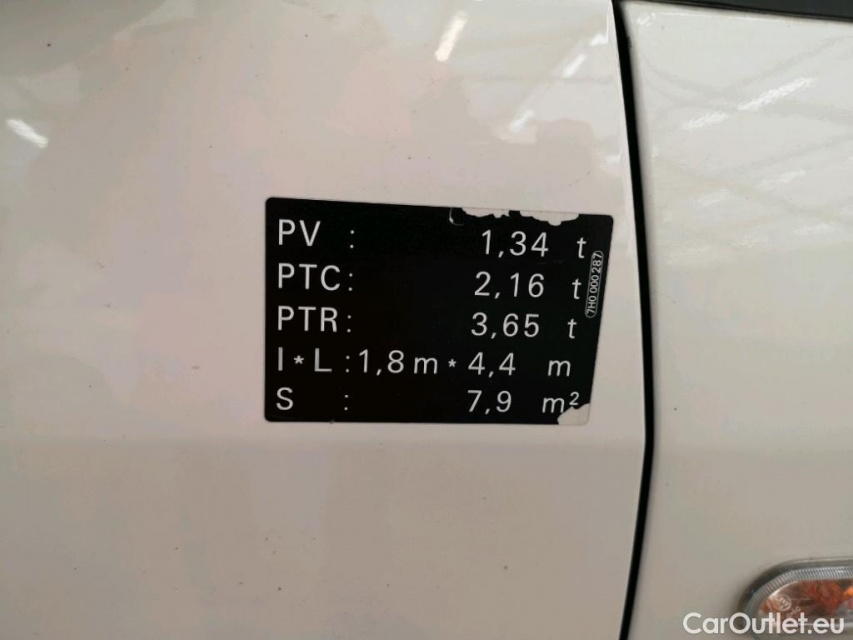 PV : 1,34 t
PTC: 2,16 t
PTR: 3,65 t
l*L :1,8 m * 4,4 m
S : 7,9 m²
7H0 000 287
CarOutlet.eu